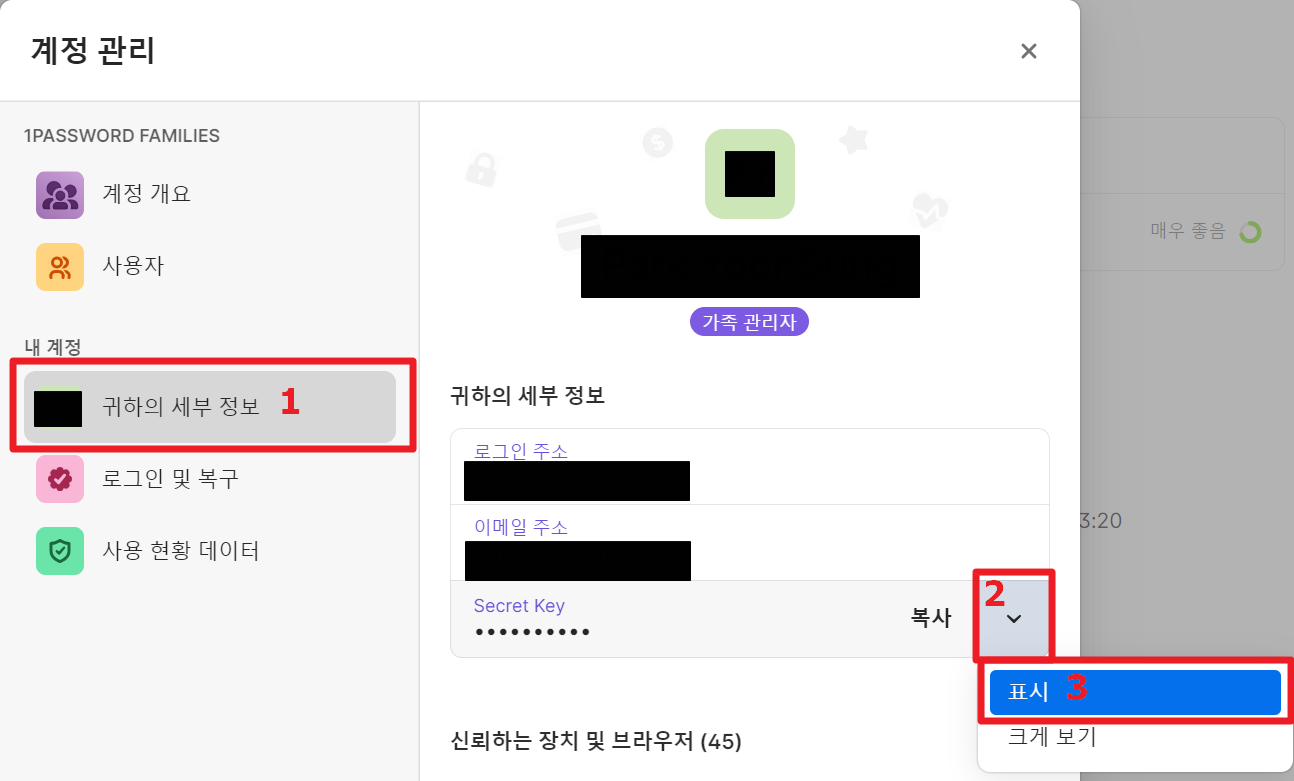 계정 관리
1PASSWORD FAMILIES
계정 개요
사용자
내 계정
귀하의 세부 정보 1
로그인 및 복구
사용 현황 데이터
가족 관리자
귀하의 세부 정보
로그인 주소
이메일 주소
Secret Key
••••••••••
복사
2
표시 3
크게 보기
신뢰하는 장치 및 브라우저 (45)
매우 좋음
3:20